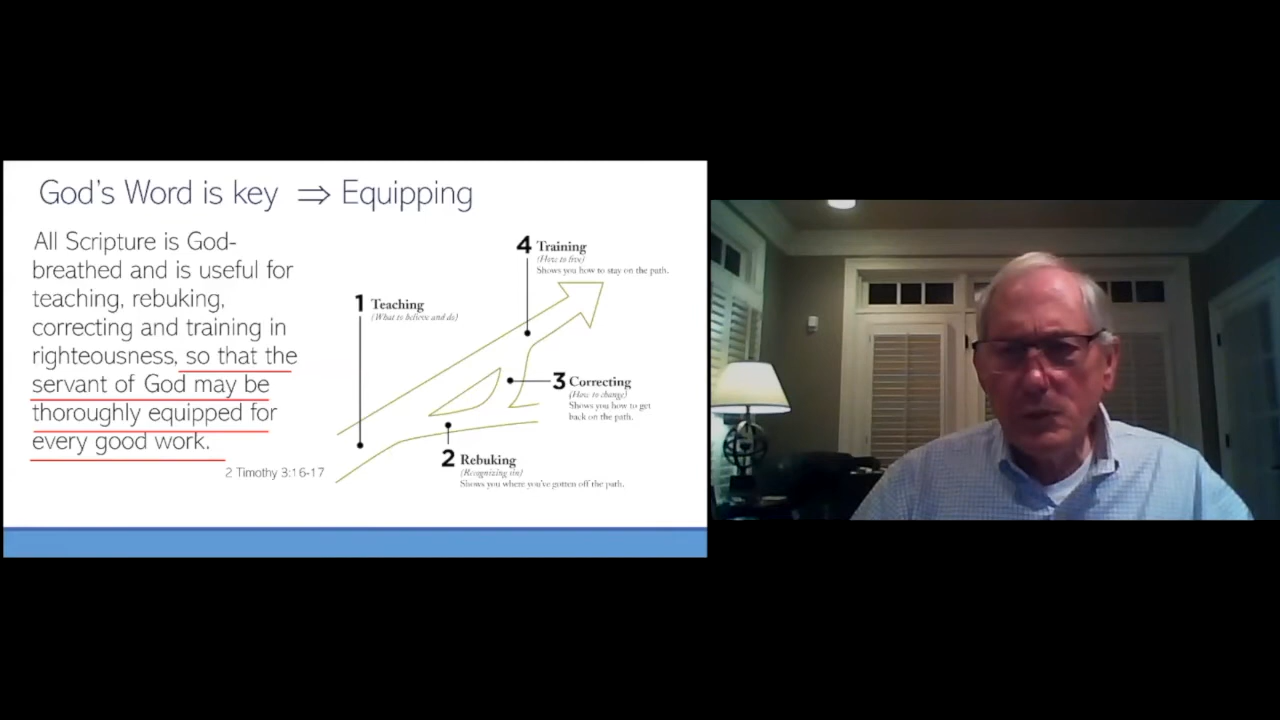 God's Word is key ⇒ Equipping
All Scripture is God-
breathed and is useful for
teaching, rebuking,
correcting and training in
righteousness, so that the
servant of God may be
thoroughly equipped for
every good work.
2 Timothy 3:16-17
1 Teaching
(What to believe and do)
2 Rebuking
(Recognizing sin)
Shows you where you've gotten off the path.
3 Correcting
(How to change)
Shows you how to get
back on the path.
4 Training
(How to live)
Shows you how to stay on the path.